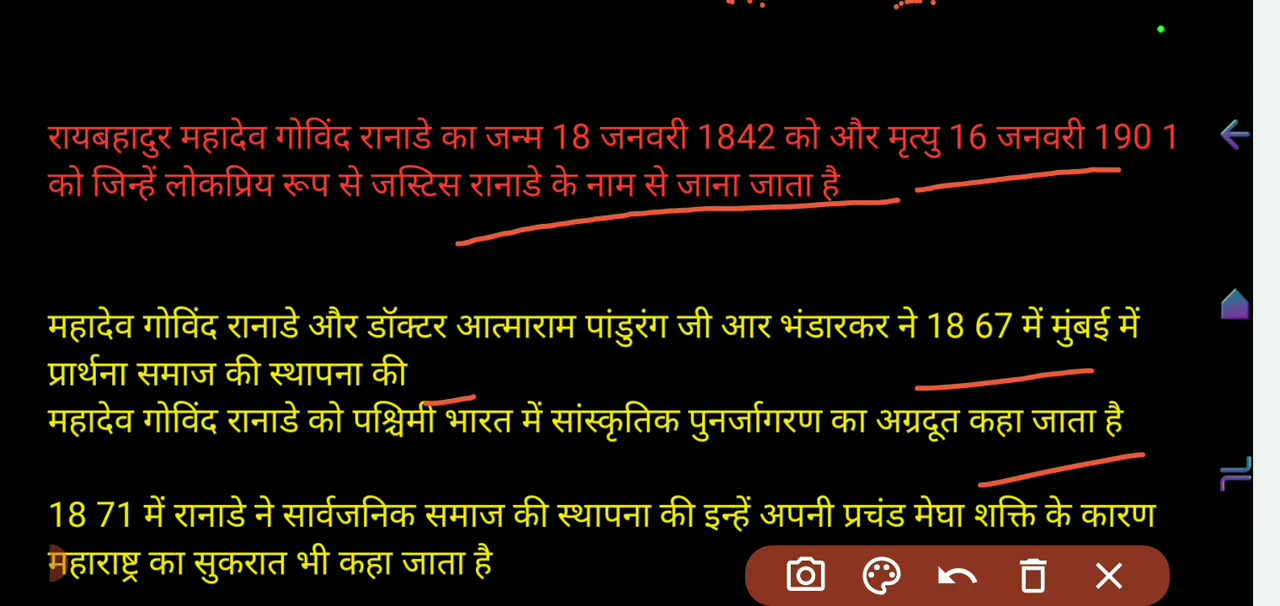 रायबहादुर महादेव गोविंद रानाडे का जन्म 18 जनवरी 1842 को और मृत्यु 16 जनवरी 190 1
को जिन्हें लोकप्रिय रूप से जस्टिस रानाडे के नाम से जाना जाता है
महादेव गोविंद रानाडे और डॉक्टर आत्माराम पांडुरंग जी आर भंडारकर ने 18 67 में मुंबई में
प्रार्थना समाज की स्थापना की
महादेव गोविंद रानाडे को पश्चिमी भारत में सांस्कृतिक पुनर्जागरण का अग्रदूत कहा जाता है
18 71 में रानाडे ने सार्वजनिक समाज की स्थापना की इन्हें अपनी प्रचंड मेघा शक्ति के कारण
महाराष्ट्र का सुकरात भी कहा जाता है